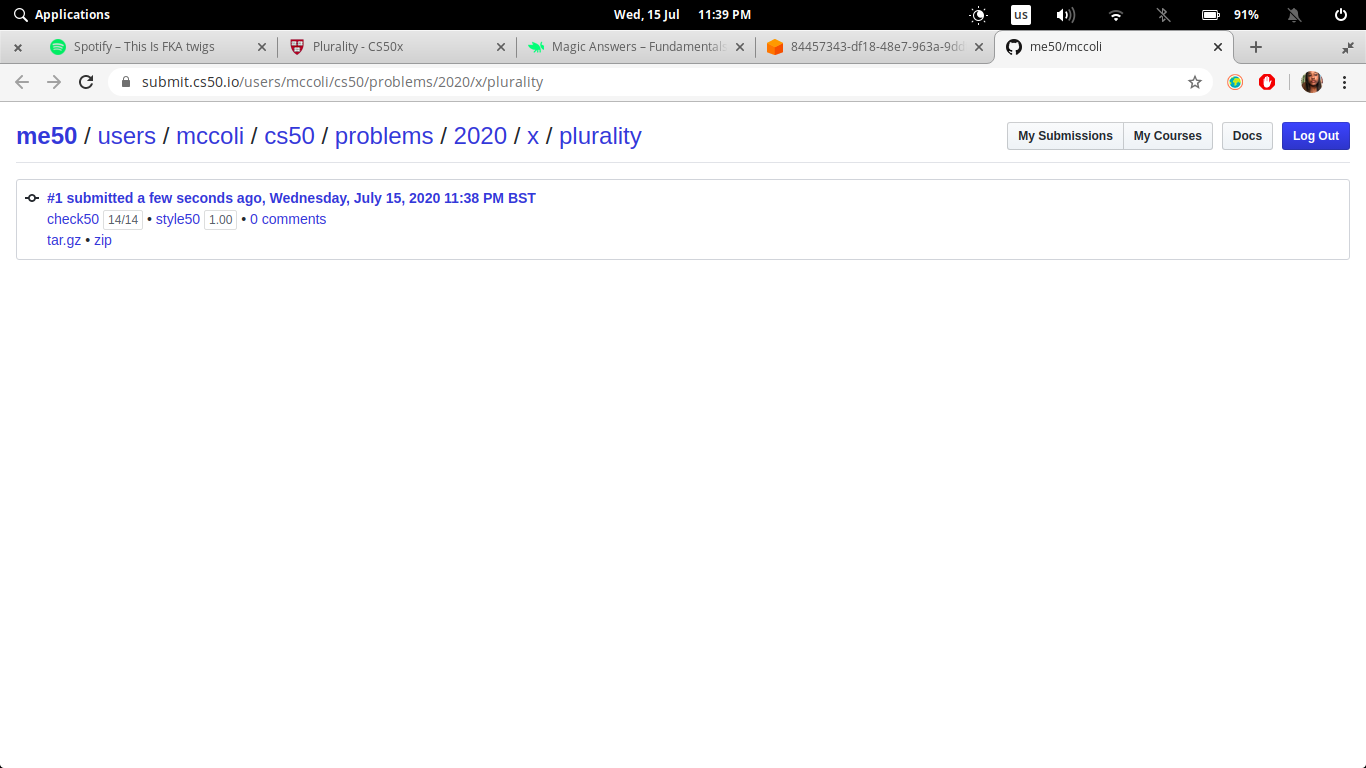 Applications
Wed, 15 Jul 11:39 PM
us
91%
Spotify – This Is FKA twigs
Plurality - CS50x
Magic Answers – Fundamentals
84457343-df18-48e7-963a-9dd
me50/mccoli
submit.cs50.io/users/mccoli/cs50/problems/2020/x/plurality
me50 / users / mccoli / cs50 / problems / 2020 / x / plurality
My Submissions
My Courses
Docs
Log Out
#1 submitted a few seconds ago, Wednesday, July 15, 2020 11:38 PM BST
check50 14/14 • style50 1.00 • 0 comments
tar.gz • zip